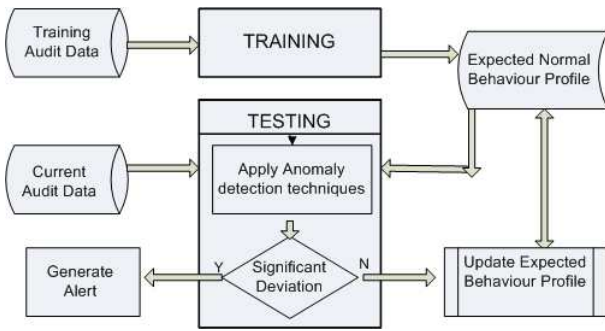 Training
Audit Data
TRAINING
Expected Normal
Behaviour Profile
TESTING
Current
Audit Data
Apply Anomaly
detection techniques
Generate
Alert
Y
Significant
Deviation
N
Update Expected
Behaviour Profile